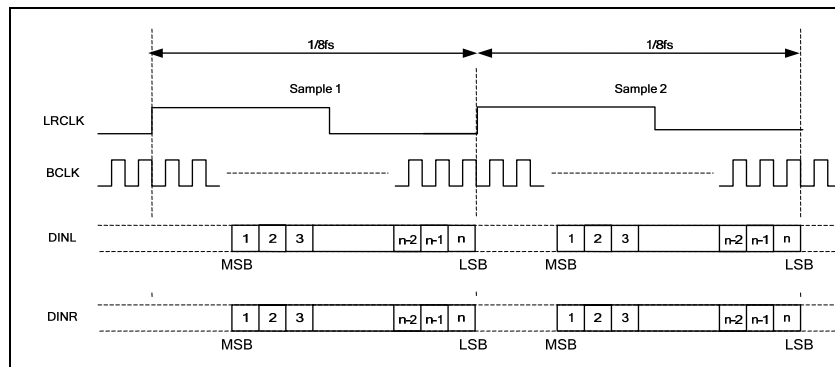 1/8fs 1/8fs
Sample 1 Sample 2
LRCLK
BCLK
DINL 1 2 3 n-2 n-1 n 1 2 3 n-2 n-1 n
MSB LSB MSB LSB
DINR 1 2 3 n-2 n-1 n 1 2 3 n-2 n-1 n
MSB LSB MSB LSB